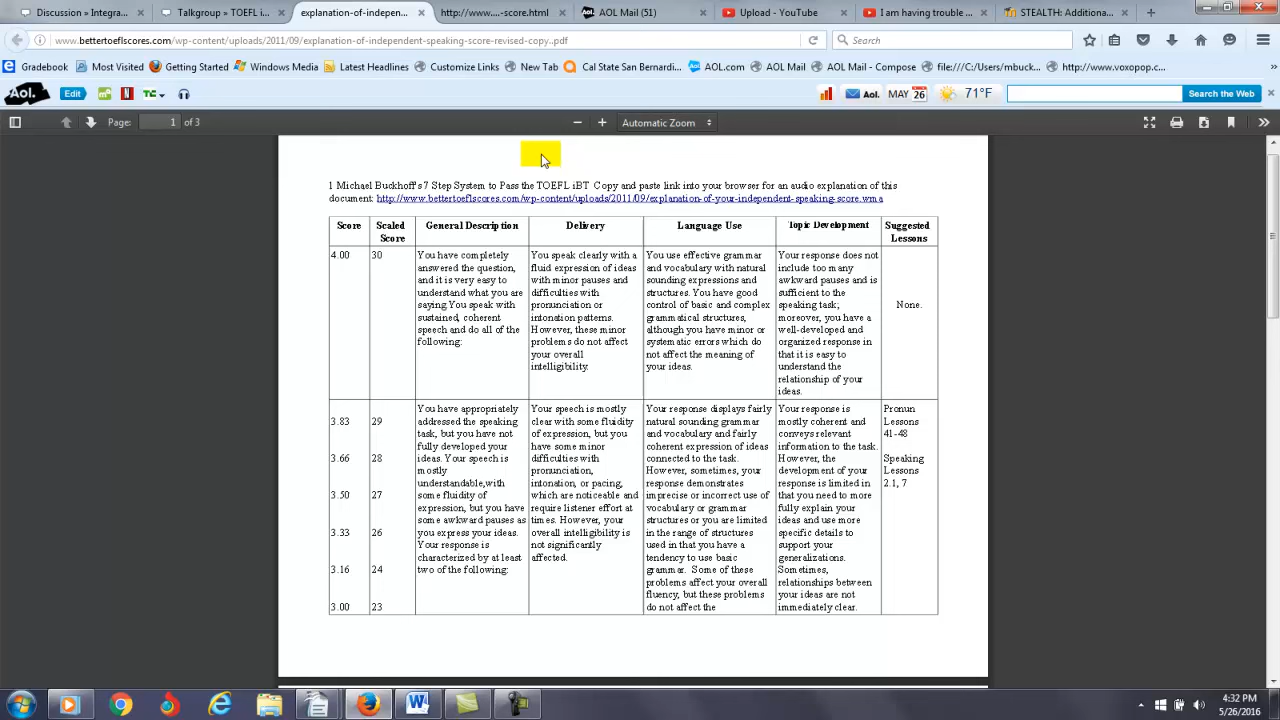 Discussion » Integra...
Talkgroup » TOEFL i...
explanation-of-indepen...
http://www....-score.html
AOL Mail (51)
Upload - YouTube
I am having trouble ...
STEALTH: Additiona...
www.bettertoeflscores.com/wp-content/uploads/2011/09/explanation-of-independent-speaking-score-revised-copy..pdf
Search
Gradebook
Most Visited
Getting Started
Windows Media
Latest Headlines
Customize Links
New Tab
Cal State San Bernardi...
AOL.com
AOL Mail
AOL Mail - Compose
file:///C:/Users/mbuck...
http://www.voxopop.c...
Aol.
Edit
TC
Aol.
MAY 26
71°F
Search the Web
Page: 1 of 3
Automatic Zoom
1 Michael Buckhoff's 7 Step System to Pass the TOEFL iBT Copy and paste link into your browser for an audio explanation of this
document: http://www.bettertoeflscores.com/wp-content/uploads/2011/09/explanation-of-your-independent-speaking-score.wma
Score
Scaled
Score
General Description
Delivery
Language Use
Topic Development
Suggested
Lessons
4.00
30
You have completely
answered the question,
and it is very easy to
understand what you are
saying.You speak with
sustained, coherent
speech and do all of the
following:
You speak clearly with a
fluid expression of ideas
with minor pauses and
difficulties with
pronunciation or
intonation patterns.
However, these minor
problems do not affect
your overall
intelligibility.
You use effective grammar
and vocabulary with natural
sounding expressions and
structures. You have good
control of basic and complex
grammatical structures,
although you have minor or
systematic errors which do
not affect the meaning of
your ideas.
Your response does not
include too many
awkward pauses and is
sufficient to the
speaking task;
moreover, you have a
well-developed and
organized response in
that it is easy to
understand the
relationship of your
ideas.
None.
3.83
3.66
3.50
3.33
3.16
3.00
29
28
27
26
24
23
You have appropriately
addressed the speaking
task, but you have not
fully developed your
ideas. Your speech is
mostly
understandable,with
some fluidity of
expression, but you have
some awkward pauses as
you express your ideas.
Your response is
characterized by at least
two of the following:
Your speech is mostly
clear with some fluidity
of expression, but you
have some minor
difficulties with
pronunciation,
intonation, or pacing,
which are noticeable and
require listener effort at
times. However, your
overall intelligibility is
not significantly
affected.
Your response displays fairly
natural sounding grammar
and vocabulary and fairly
coherent expression of ideas
connected to the task.
However, sometimes, your
response demonstrates
imprecise or incorrect use of
vocabulary or grammar
structures or you are limited
in the range of structures
used in that you have a
tendency to use basic
grammar. Some of these
problems affect your overall
fluency, but these problems
do not affect the
Your response is
mostly coherent and
conveys relevant
information to the task.
However, the
development of your
response is limited in
that you need to more
fully explain your
ideas and use more
specific details to
support your
generalizations.
Sometimes,
relationships between
your ideas are not
immediately clear.
Pronun
Lessons
41-48
Speaking
Lessons
2.1, 7
4:32 PM
5/26/2016